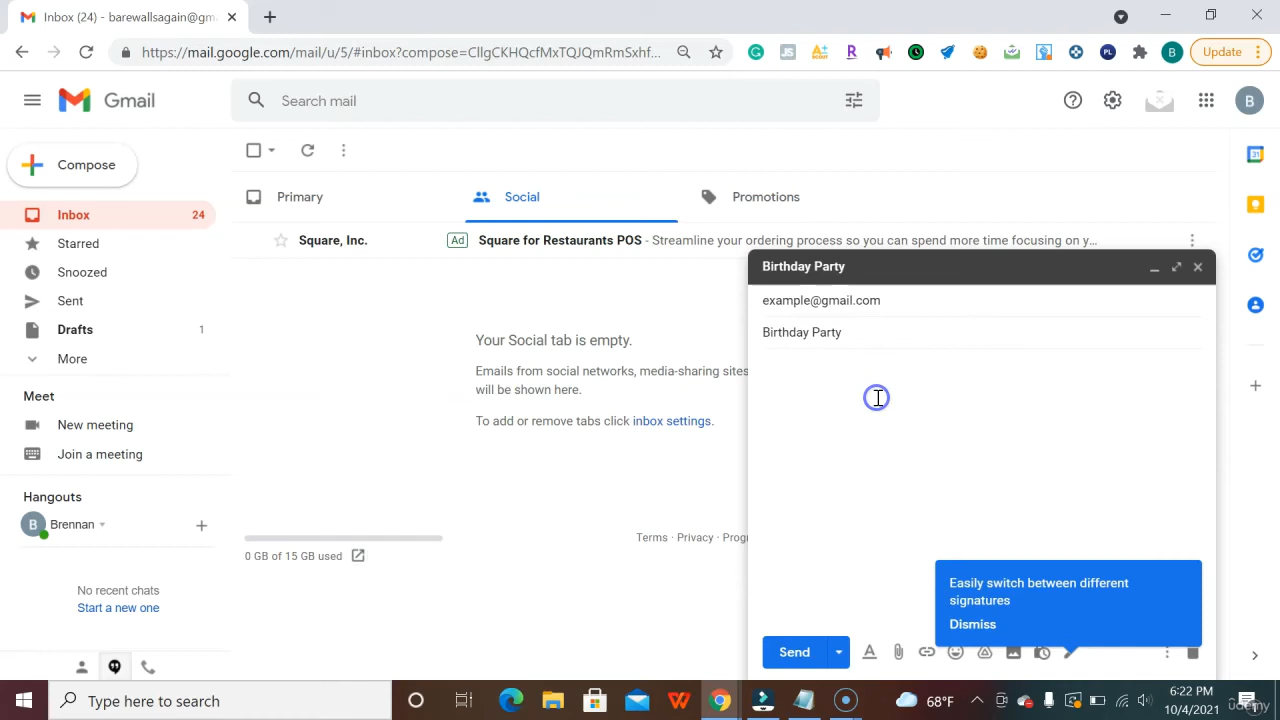 Inbox (24) - barewallsagain@gm
https://mail.google.com/mail/u/5/#inbox?compose=CllgCKHQcfMxTQJQmRmSxhf...
Update
Gmail
Search mail
B
Compose
Primary
Social
Promotions
Inbox 24
Square, Inc.
Ad Square for Restaurants POS - Streamline your ordering process so you can spend more time focusing on y...
Starred
Snoozed
Sent
Drafts 1
More
Birthday Party
example@gmail.com
Birthday Party
Your Social tab is empty.
Emails from social networks, media-sharing sites
will be shown here.
To add or remove tabs click inbox settings.
Meet
New meeting
Join a meeting
Hangouts
B Brennan
No recent chats
Start a new one
0 GB of 15 GB used
Terms · Privacy · Progr
Easily switch between different
signatures
Dismiss
Send
Type here to search
68°F
6:22 PM
10/4/2021
udemy